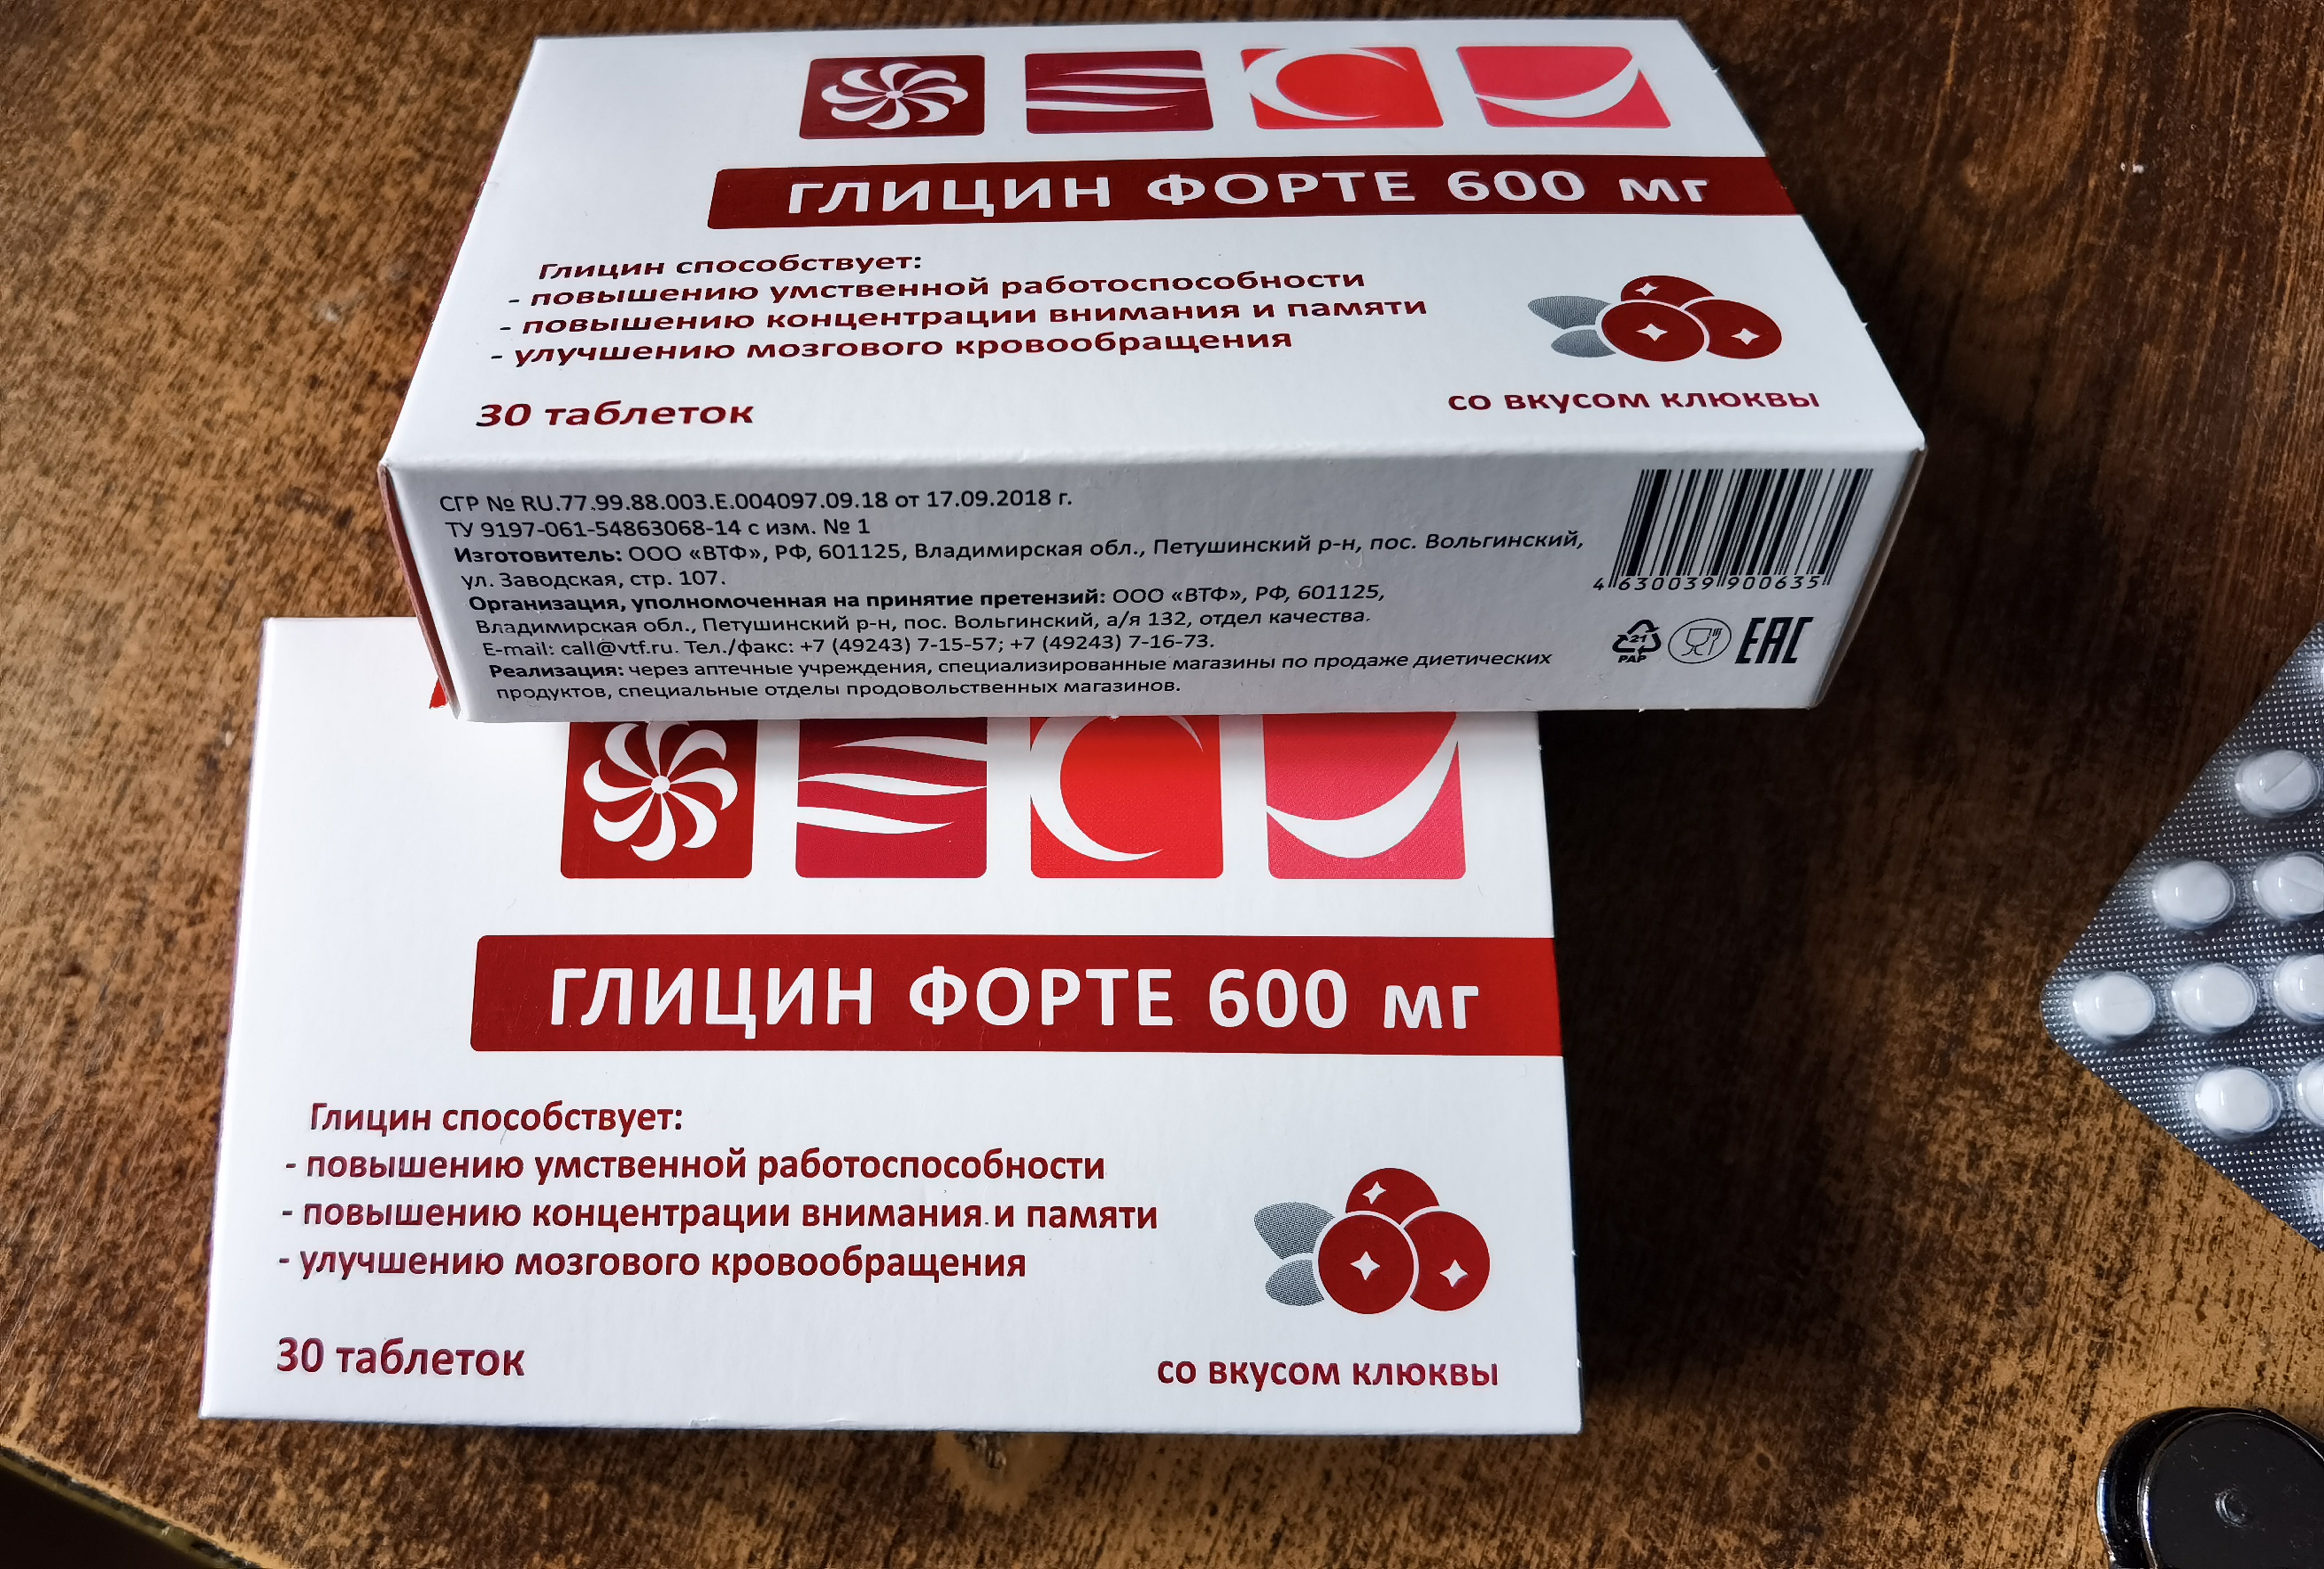 ГЛИЦИН ФОРТЕ 600 мг
Глицин способствует:
- повышению умственной работоспособности
- повышению концентрации внимания и памяти
- улучшению мозгового кровообращения
30 таблеток
со вкусом клюквы
СГР № RU.77.99.88.003.Е.004097.09.18 от 17.09.2018 г.
ТУ 9197-061-54863068-14 с изм. № 1
Изготовитель: ООО «ВТФ», РФ, 601125, Владимирская обл., Петушинский р-н, пос. Вольгинский,
ул. Заводская, стр. 107.
Организация, уполномоченная на принятие претензий: ООО «ВТФ», РФ, 601125,
Владимирская обл., Петушинский р-н, пос. Вольгинский, а/я 132, отдел качества.
E-mail: call@vtf.ru. Тел./факс: +7 (49243) 7-15-57; +7 (49243) 7-16-73.
Реализация: через аптечные учреждения, специализированные магазины по продаже диетических
продуктов, специальные отделы продовольственных магазинов.
4 630039 900635
21
PAP
EAC
ГЛИЦИН ФОРТЕ 600 мг
Глицин способствует:
- повышению умственной работоспособности
- повышению концентрации внимания и памяти
- улучшению мозгового кровообращения
30 таблеток
со вкусом клюквы